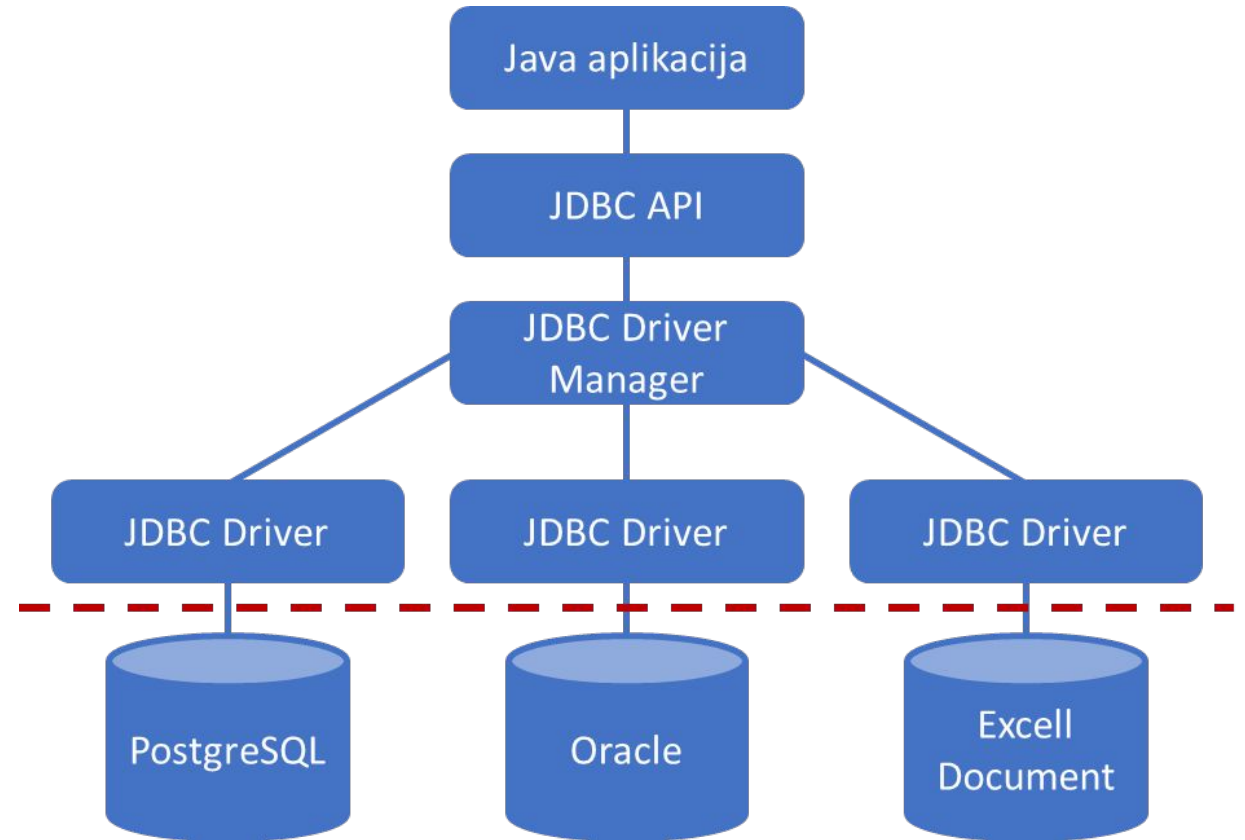 Java aplikacija
JDBC API
JDBC Driver
Manager
JDBC Driver
JDBC Driver
JDBC Driver
PostgreSQL
Oracle
Excell
Document